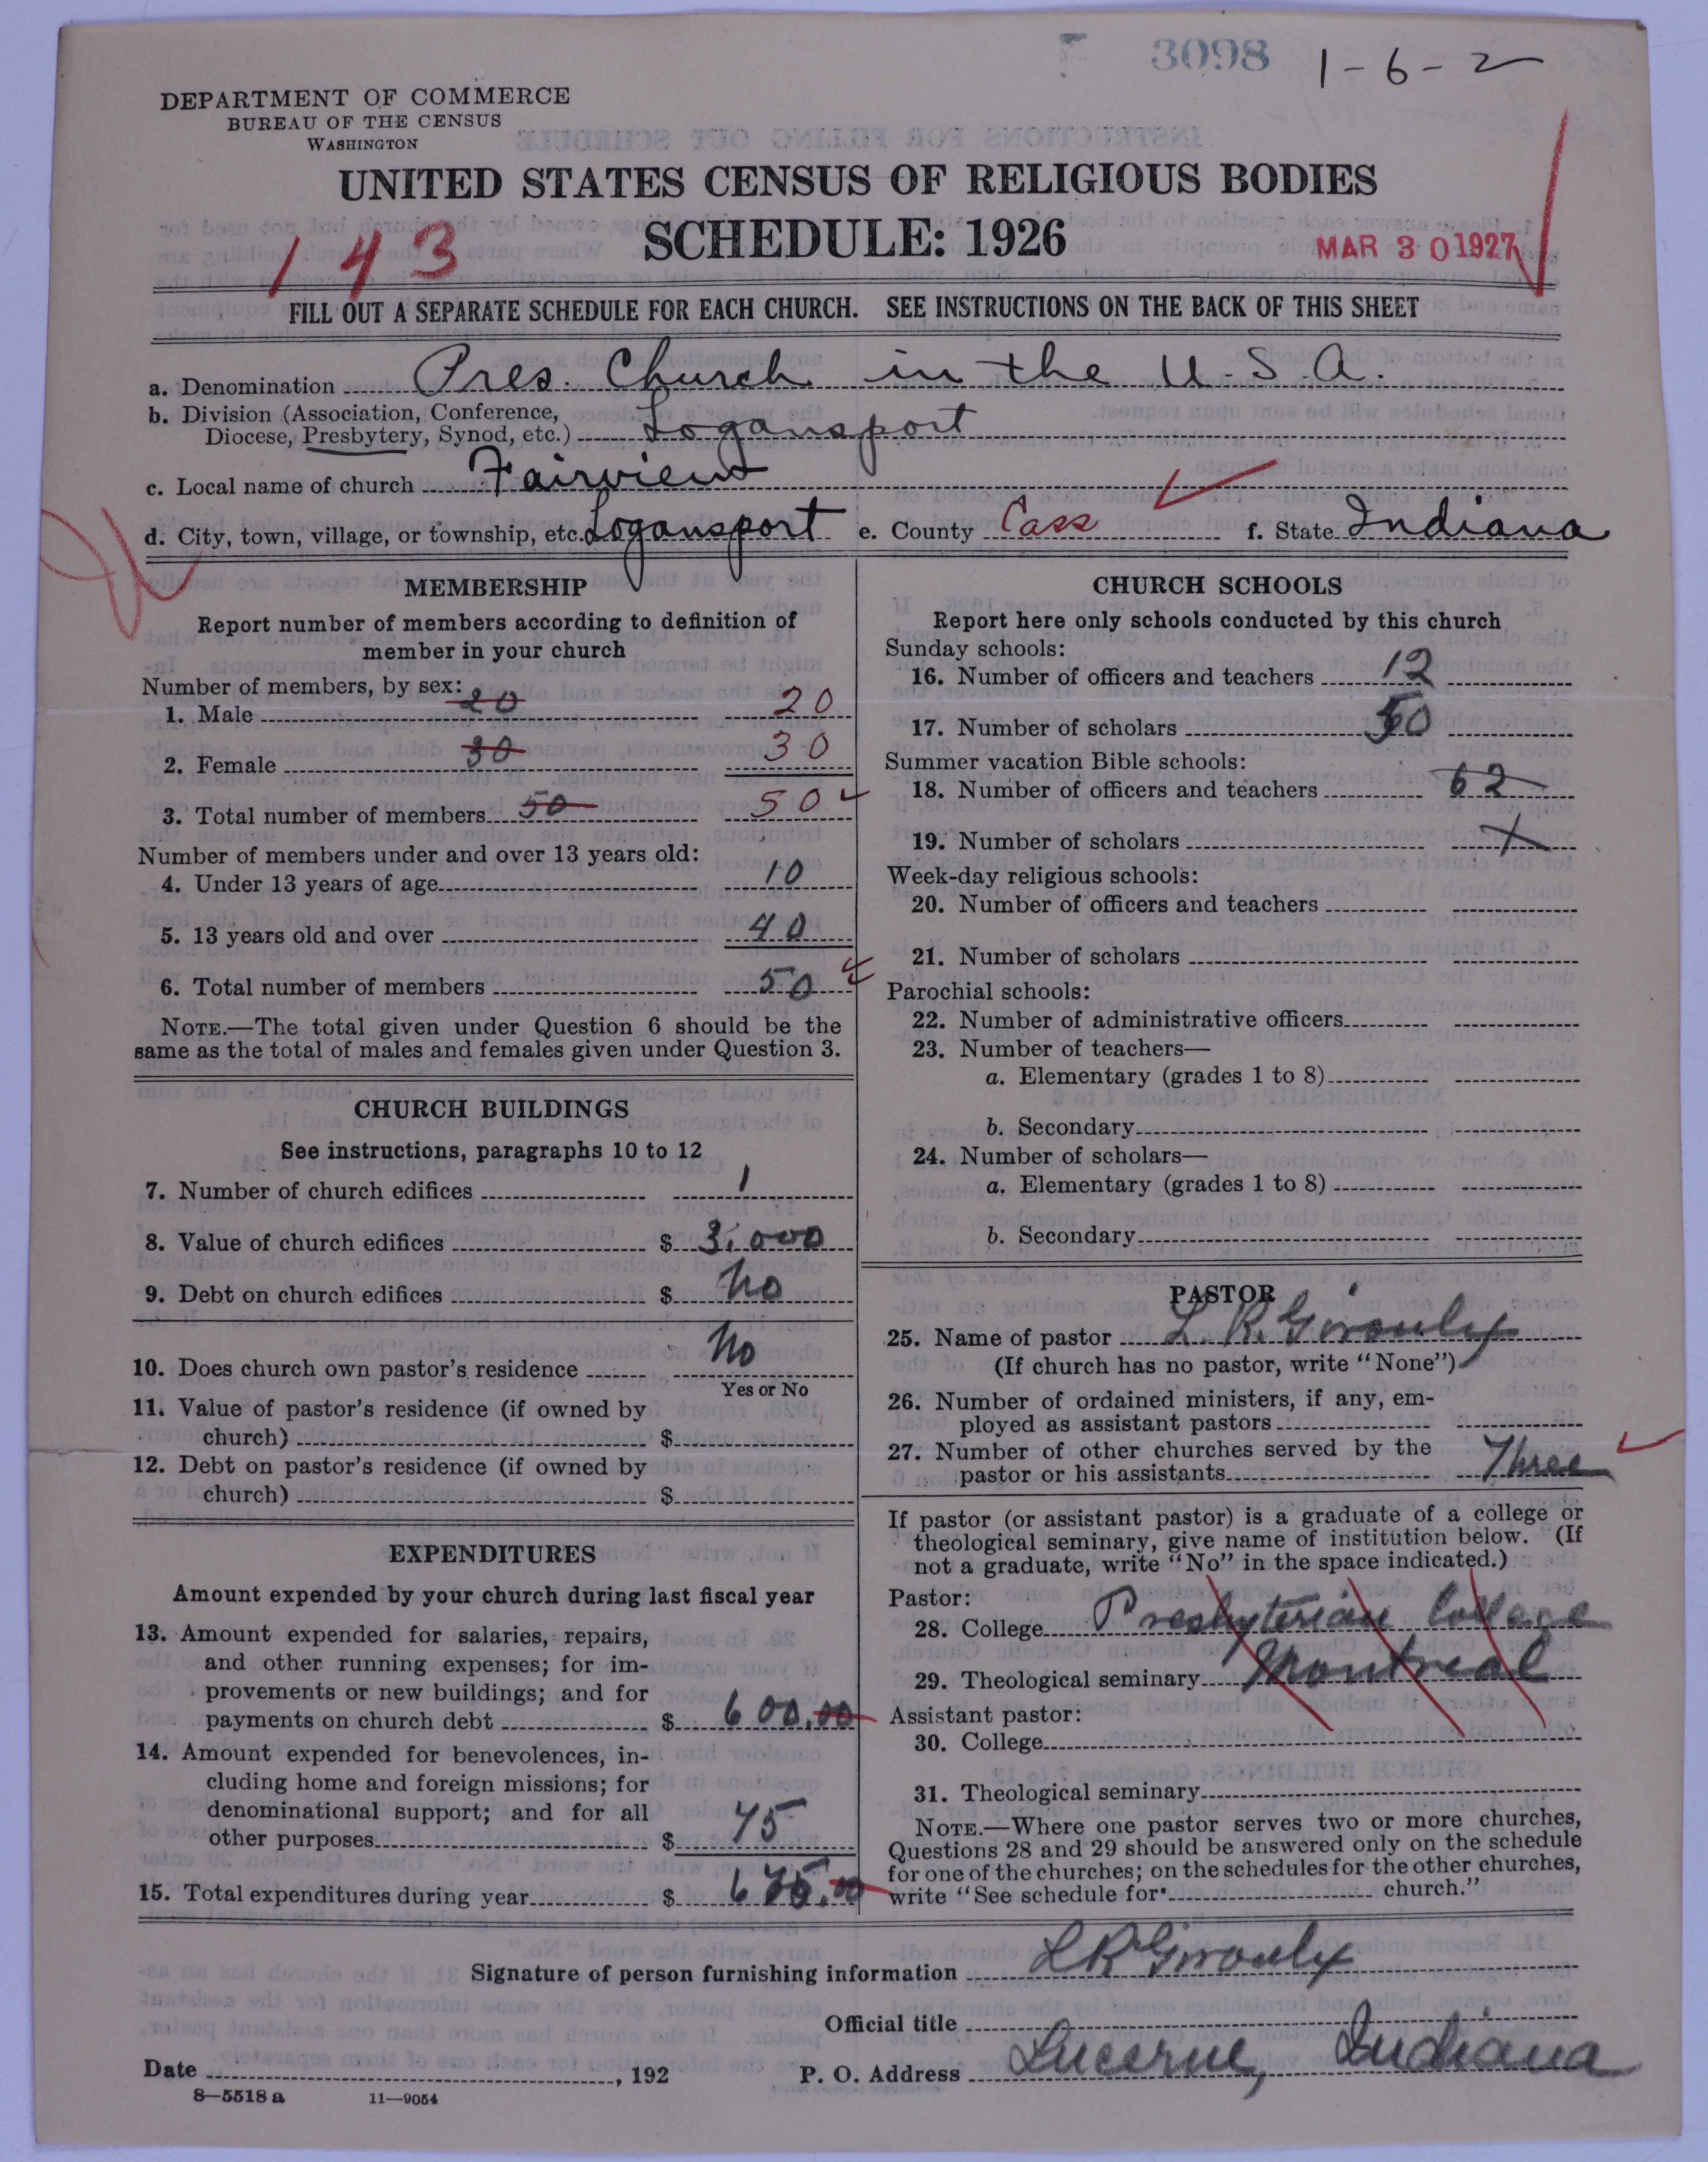 3098 1-6-2
DEPARTMENT OF COMMERCE
BUREAU OF THE CENSUS
WASHINGTON
UNITED STATES CENSUS OF RELIGIOUS BODIES
SCHEDULE: 1926
143
MAR 30 1927
FILL OUT A SEPARATE SCHEDULE FOR EACH CHURCH. SEE INSTRUCTIONS ON THE BACK OF THIS SHEET
a. Denomination Pres. Church in the U.S.A.
b. Division (Association, Conference,
Diocese, Presbytery, Synod, etc.) Logansport
c. Local name of church Fairview
d. City, town, village, or township, etc. Logansport e. County Cass f. State Indiana
MEMBERSHIP
Report number of members according to definition of
member in your church
Number of members, by sex:
1. Male 20 20
2. Female 30 30
3. Total number of members 50 50
Number of members under and over 13 years old:
4. Under 13 years of age 10
5. 13 years old and over 40
6. Total number of members 50
NOTE.—The total given under Question 6 should be the
same as the total of males and females given under Question 3.
CHURCH BUILDINGS
See instructions, paragraphs 10 to 12
7. Number of church edifices 1
8. Value of church edifices $ 3,000
9. Debt on church edifices $ No
10. Does church own pastor's residence No
Yes or No
11. Value of pastor's residence (if owned by
church) $
12. Debt on pastor's residence (if owned by
church) $
EXPENDITURES
Amount expended by your church during last fiscal year
13. Amount expended for salaries, repairs,
and other running expenses; for im-
provements or new buildings; and for
payments on church debt $ 600.00
14. Amount expended for benevolences, in-
cluding home and foreign missions; for
denominational support; and for all
other purposes $ 45
15. Total expenditures during year $
CHURCH SCHOOLS
Report here only schools conducted by this church
Sunday schools:
16. Number of officers and teachers 12
17. Number of scholars 50
Summer vacation Bible schools:
18. Number of officers and teachers 62
19. Number of scholars
Week-day religious schools:
20. Number of officers and teachers
21. Number of scholars
Parochial schools:
22. Number of administrative officers
23. Number of teachers—
a. Elementary (grades 1 to 8)
b. Secondary
24. Number of scholars—
a. Elementary (grades 1 to 8)
b. Secondary
PASTOR
25. Name of pastor L. R.
(If church has no pastor, write "None")
26. Number of ordained ministers, if any, em-
ployed as assistant pastors
27. Number of other churches served by the
pastor or his assistants Three
If pastor (or assistant pastor) is a graduate of a college or
theological seminary, give name of institution below. (If
not a graduate, write "No" in the space indicated.)
Pastor:
28. College Presbyterian College
29. Theological seminary Montreal
Assistant pastor:
30. College
31. Theological seminary
NOTE.—Where one pastor serves two or more churches,
Questions 28 and 29 should be answered only on the schedule
for one of the churches; on the schedules for the other churches,
write "See schedule for church."
Signature of person furnishing information L R
Official title
Date , 192 P. O. Address Lucerne, Indiana
8—5518 a 11—9054